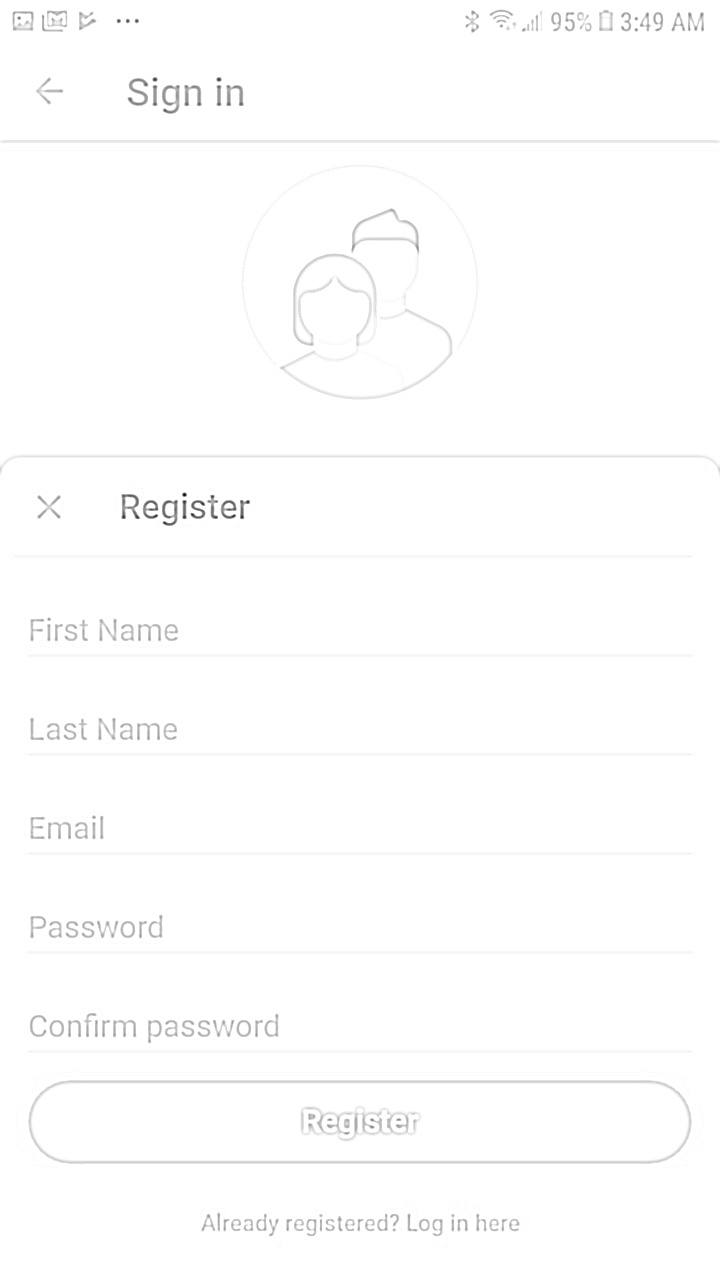 95% 3:49 AM
Sign in
Register
First Name
Last Name
Email
Password
Confirm password
Register
Already registered? Log in here